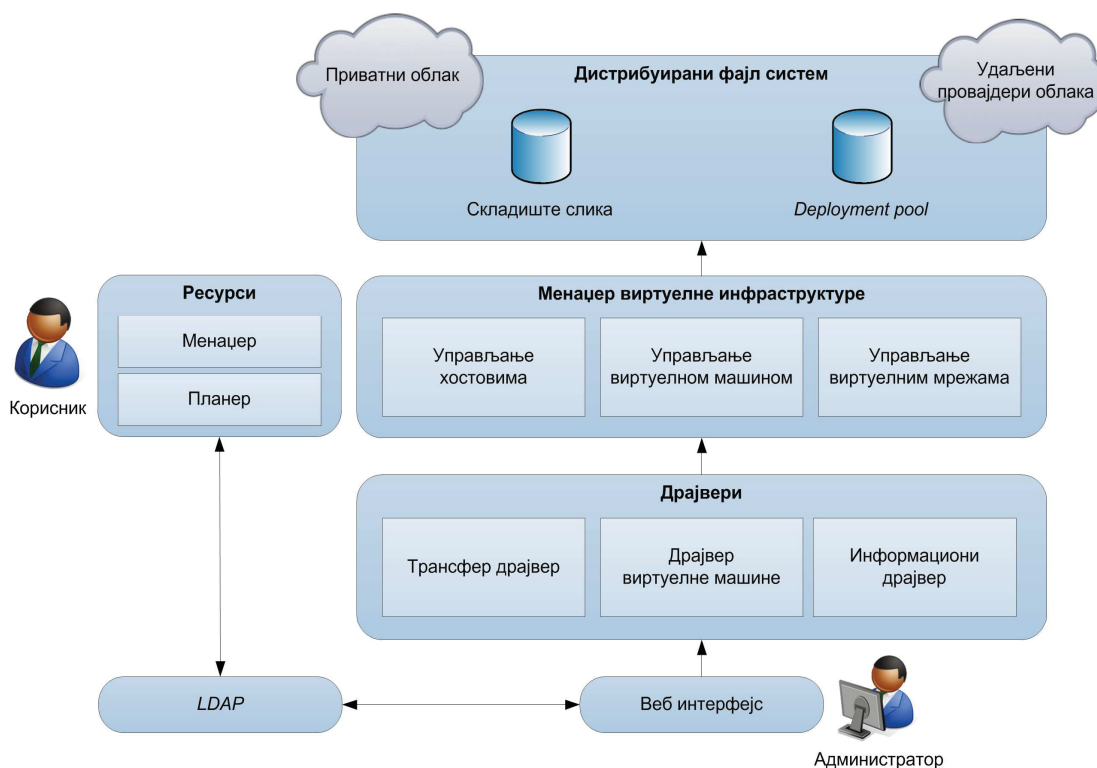 Приватни облак
Дистрибуирани фајл систем
Удаљени
провајдери облака
Складиште слика
Deployment pool
Ресурси
Менаџер
Планер
Корисник
Менаџер виртуелне инфраструктуре
Управљање
хостовима
Управљање
виртуелном машином
Управљање
виртуелним мрежама
Драјвери
Трансфер драјвер
Драјвер
виртуелне машине
Информациони
драјвер
LDAP
Веб интерфејс
Администратор